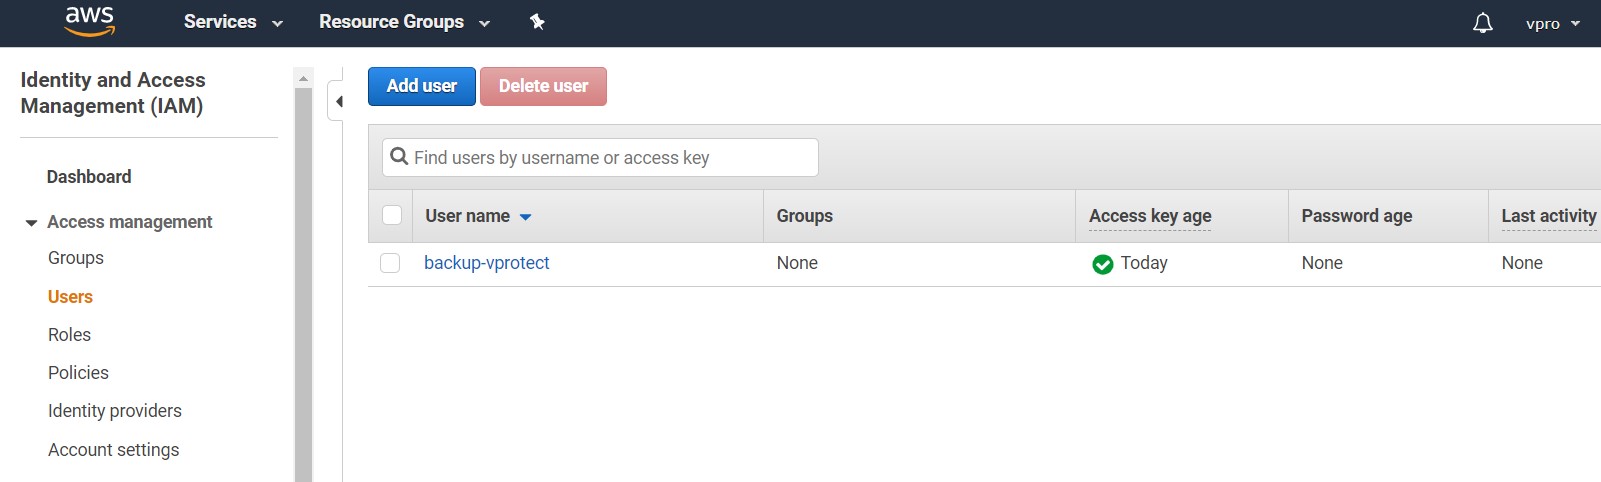 aws Services Resource Groups vpro
Identity and Access
Management (IAM)
Dashboard
Access management
Groups
Users
Roles
Policies
Identity providers
Account settings
Add user Delete user
Find users by username or access key
User name Groups Access key age Password age Last activity
backup-vprotect None Today None None